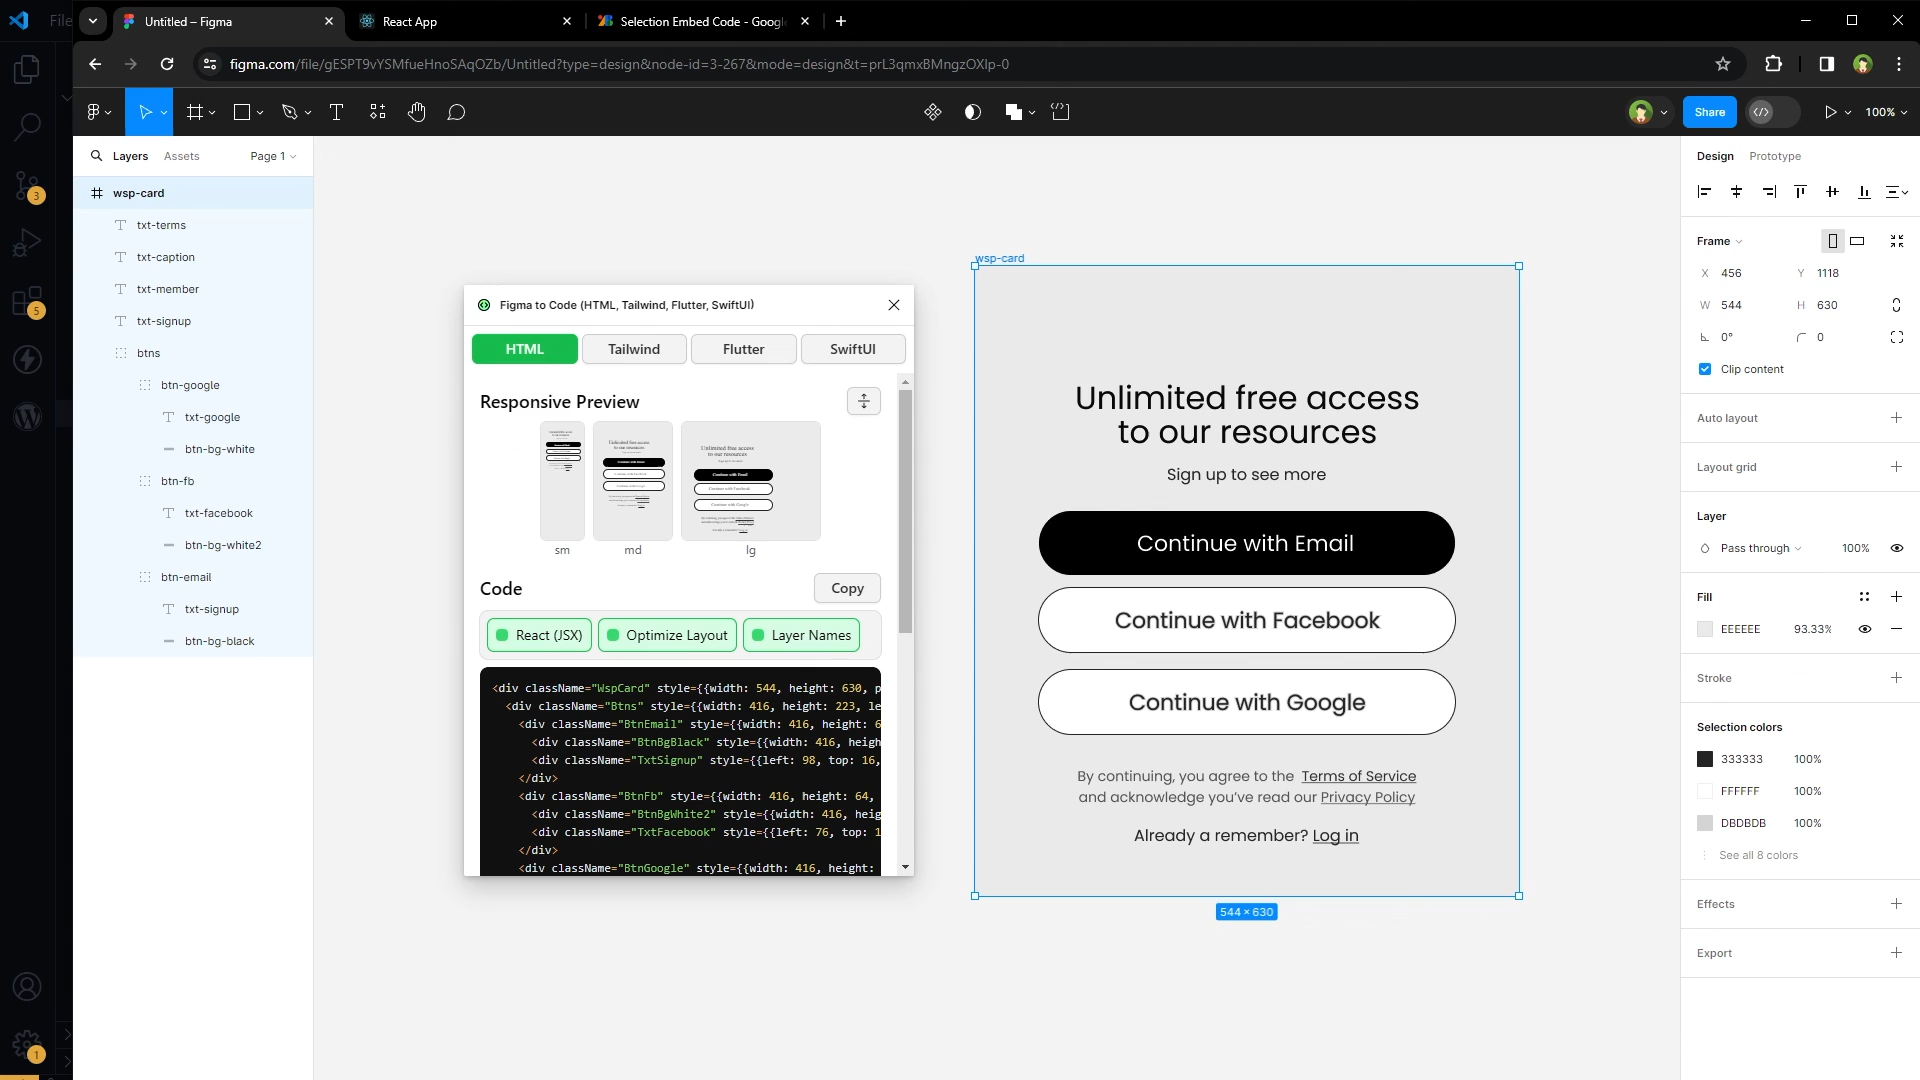 File
Untitled – Figma
React App
Selection Embed Code - Googl
figma.com/file/gESPT9vYSMfueHnoSAqOZb/Untitled?type=design&node-id=3-267&mode=design&t=prL3qmxBMngzOXlp-0
Share
100%
3
5
1
Layers
Assets
Page 1
wsp-card
txt-terms
txt-caption
txt-member
txt-signup
btns
btn-google
txt-google
btn-bg-white
btn-fb
txt-facebook
btn-bg-white2
btn-email
txt-signup
btn-bg-black
Figma to Code (HTML, Tailwind, Flutter, SwiftUI)
HTML
Tailwind
Flutter
SwiftUI
Responsive Preview
sm
md
lg
Code
Copy
React (JSX)
Optimize Layout
Layer Names
<div className="WspCard" style={{width: 544, height: 630, p
<div className="Btns" style={{width: 416, height: 223, le
<div className="BtnEmail" style={{width: 416, height: 6
<div className="BtnBgBlack" style={{width: 416, heigh
<div className="TxtSignup" style={{left: 98, top: 16,
</div>
<div className="BtnFb" style={{width: 416, height: 64,
<div className="BtnBgWhite2" style={{width: 416, heig
<div className="TxtFacebook" style={{left: 76, top: 1
</div>
<div className="BtnGoogle" style={{width: 416, height:
wsp-card
Unlimited free access
to our resources
Sign up to see more
Continue with Email
Continue with Facebook
Continue with Google
By continuing, you agree to the Terms of Service
and acknowledge you’ve read our Privacy Policy
Already a remember? Log in
544 × 630
Design
Prototype
Frame
X 456 Y 1118
W 544 H 630
0° 0
Clip content
Auto layout
Layout grid
Layer
Pass through 100%
Fill
EEEEEE 93.33%
Stroke
Selection colors
333333 100%
FFFFFF 100%
DBDBDB 100%
See all 8 colors
Effects
Export